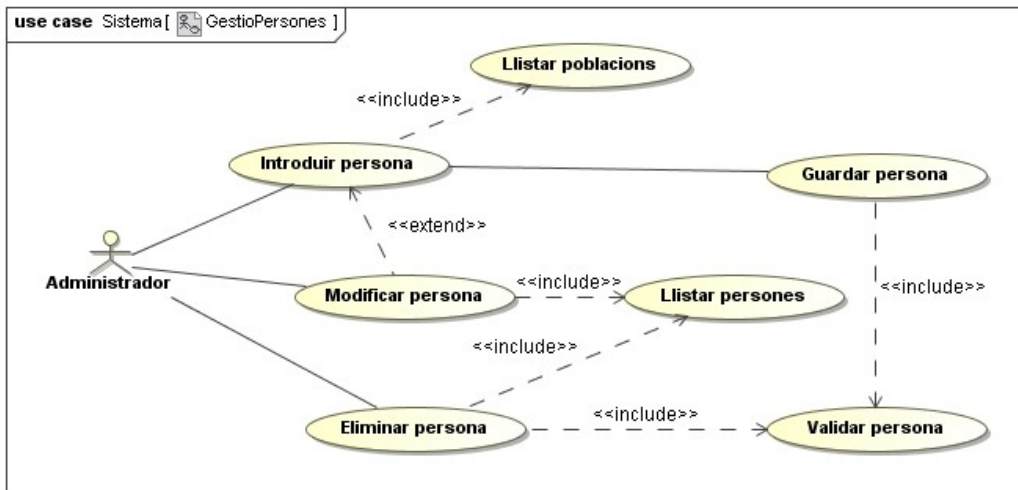 use case Sistema [ GestioPersones ]
Llistar poblacions
<<include>>
Introduir persona
Guardar persona
<<extend>>
Administrador
Modificar persona
<<include>>
Llistar persones
<<include>>
<<include>>
Eliminar persona
<<include>>
Validar persona